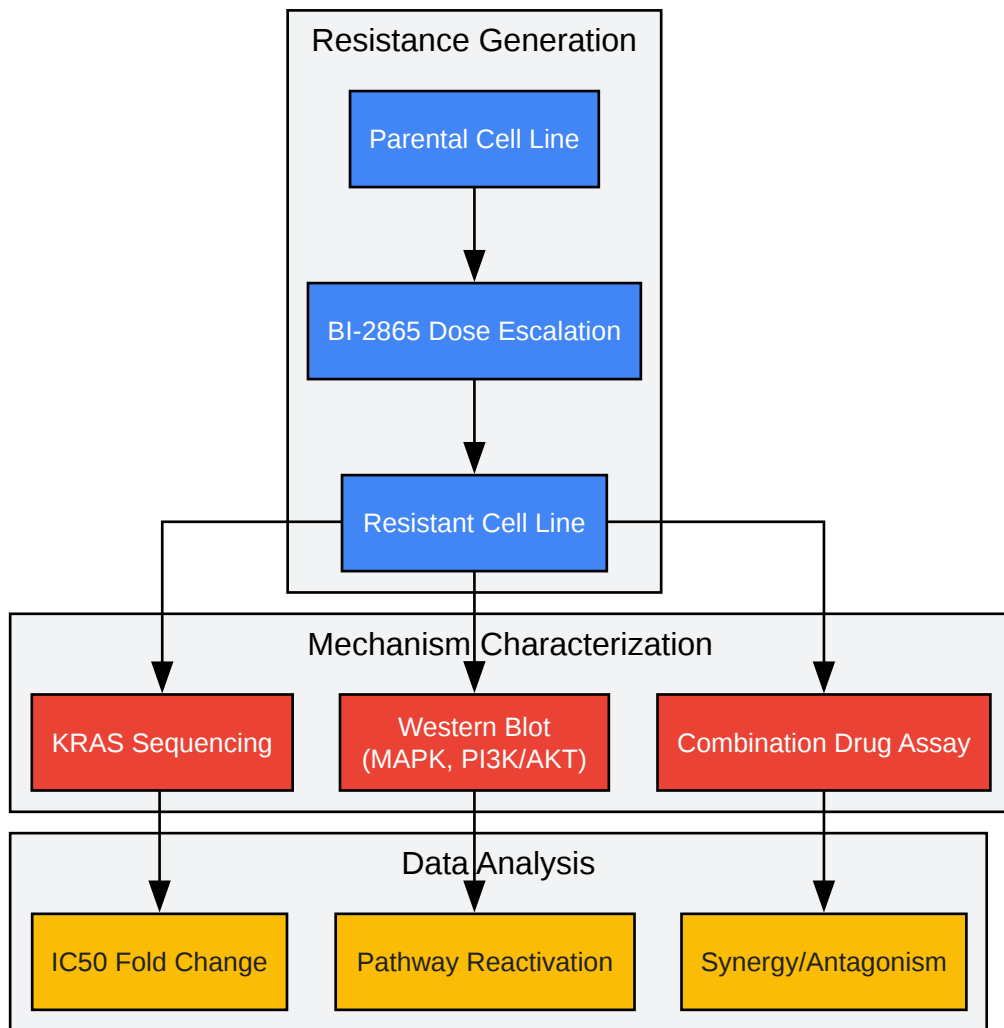 Resistance Generation
Parental Cell Line
BI-2865 Dose Escalation
Resistant Cell Line
Mechanism Characterization
KRAS Sequencing
Western Blot
(MAPK, PI3K/AKT)
Combination Drug Assay
Data Analysis
IC50 Fold Change
Pathway Reactivation
Synergy/Antagonism